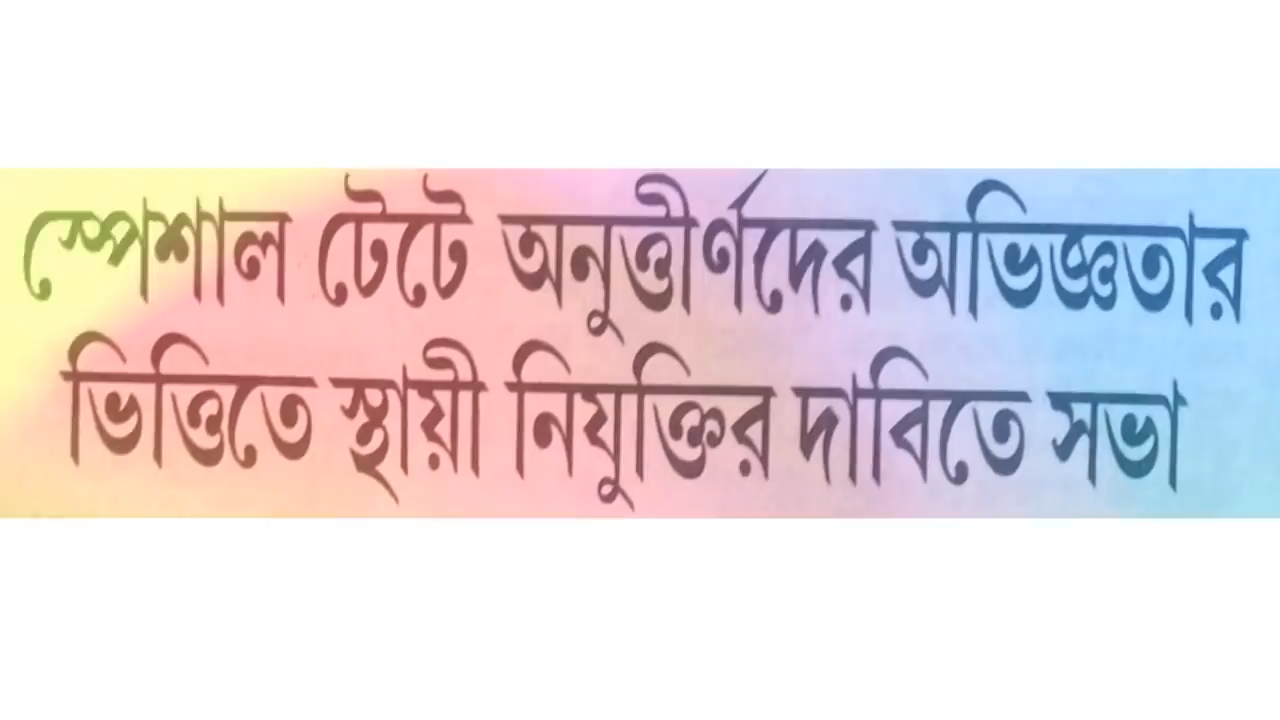 স্পেশাল টেটে অনুত্তীর্ণদের অভিজ্ঞতার
ভিত্তিতে স্থায়ী নিযুক্তির দাবিতে সভা